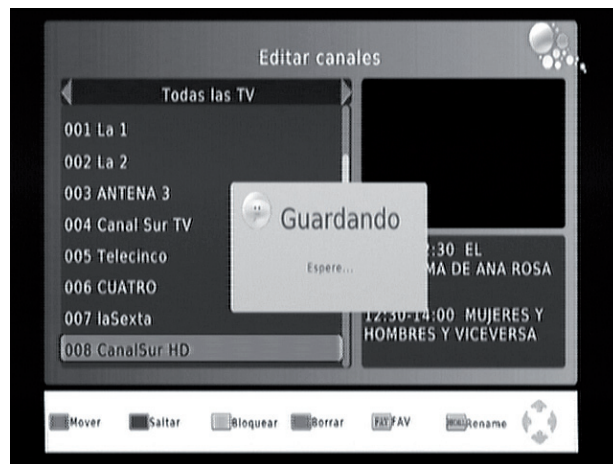 Editar canales
Todas las TV
001 La 1
002 La 2
003 ANTENA 3
004 Canal Sur TV
005 Telecinco
006 CUATRO
007 laSexta
008 CanalSur HD
Guardando
Espere...
2:30 EL
MA DE ANA ROSA
12:30-14:00 MUJERES Y
HOMBRES Y VICEVERSA
Mover Saltar Bloquear Borrar FAV FAV RECALL Rename